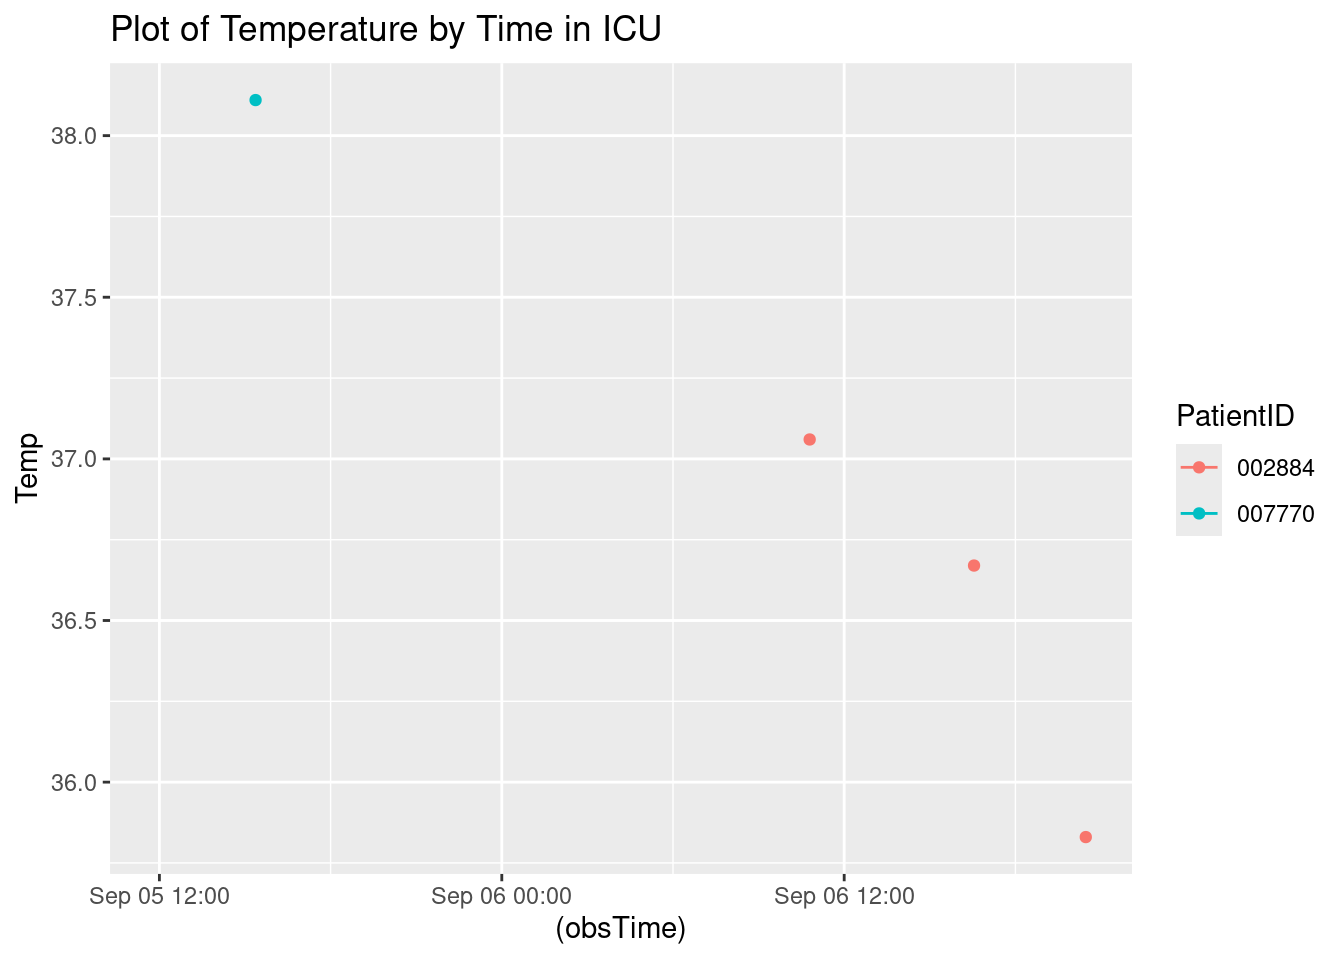 Plot of Temperature by Time in ICU
38.0
37.5
37.0
36.5
36.0
Temp
Sep 05 12:00
Sep 06 00:00
Sep 06 12:00
(obsTime)
PatientID
002884
007770